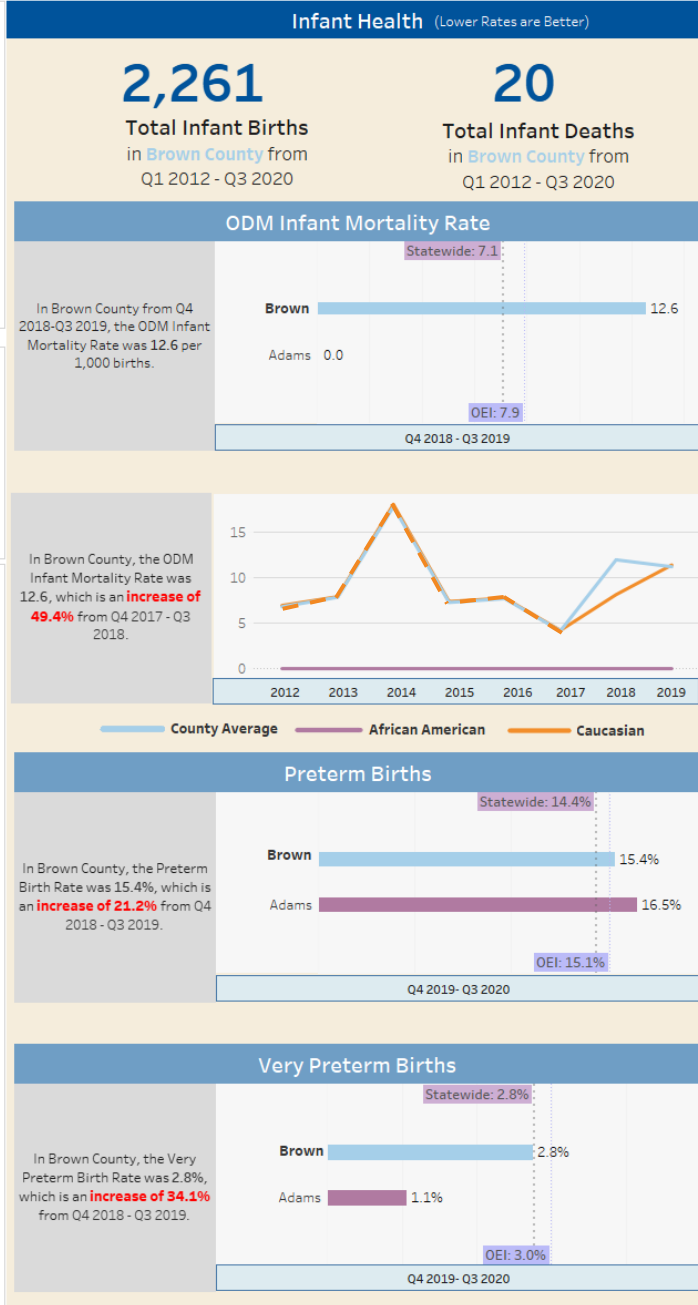 Infant Health (Lower Rates are Better)
2,261
Total Infant Births
in Brown County from
Q1 2012 - Q3 2020
20
Total Infant Deaths
in Brown County from
Q1 2012 - Q3 2020
ODM Infant Mortality Rate
In Brown County from Q4
2018-Q3 2019, the ODM Infant
Mortality Rate was 12.6 per
1,000 births.
Statewide: 7.1
Brown 12.6
Adams 0.0
OEI: 7.9
Q4 2018 - Q3 2019
In Brown County, the ODM
Infant Mortality Rate was
12.6, which is an increase of
49.4% from Q4 2017 - Q3
2018.
15
10
5
0
2012 2013 2014 2015 2016 2017 2018 2019
County Average African American Caucasian
Preterm Births
In Brown County, the Preterm
Birth Rate was 15.4%, which is
an increase of 21.2% from Q4
2018 - Q3 2019.
Statewide: 14.4%
Brown 15.4%
Adams 16.5%
OEI: 15.1%
Q4 2019- Q3 2020
Very Preterm Births
In Brown County, the Very
Preterm Birth Rate was 2.8%,
which is an increase of 34.1%
from Q4 2018 - Q3 2019.
Statewide: 2.8%
Brown 2.8%
Adams 1.1%
OEI: 3.0%
Q4 2019- Q3 2020